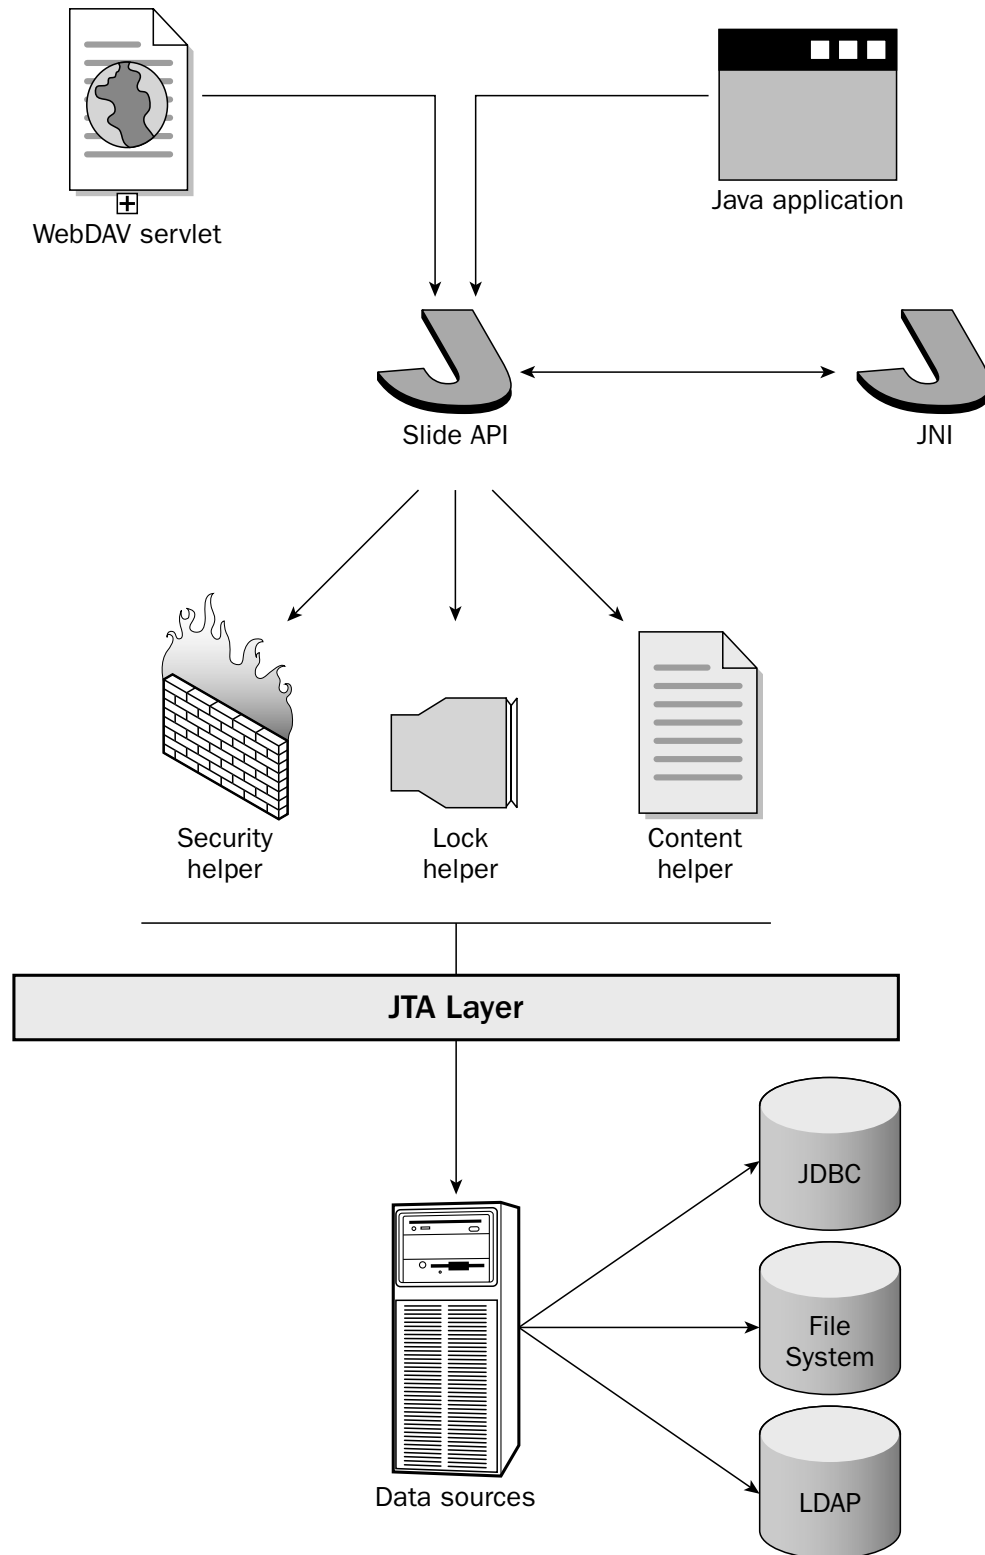 WebDAV servlet
Java application
Slide API
JNI
Security
helper
Lock
helper
Content
helper
JTA Layer
JDBC
File
System
LDAP
Data sources